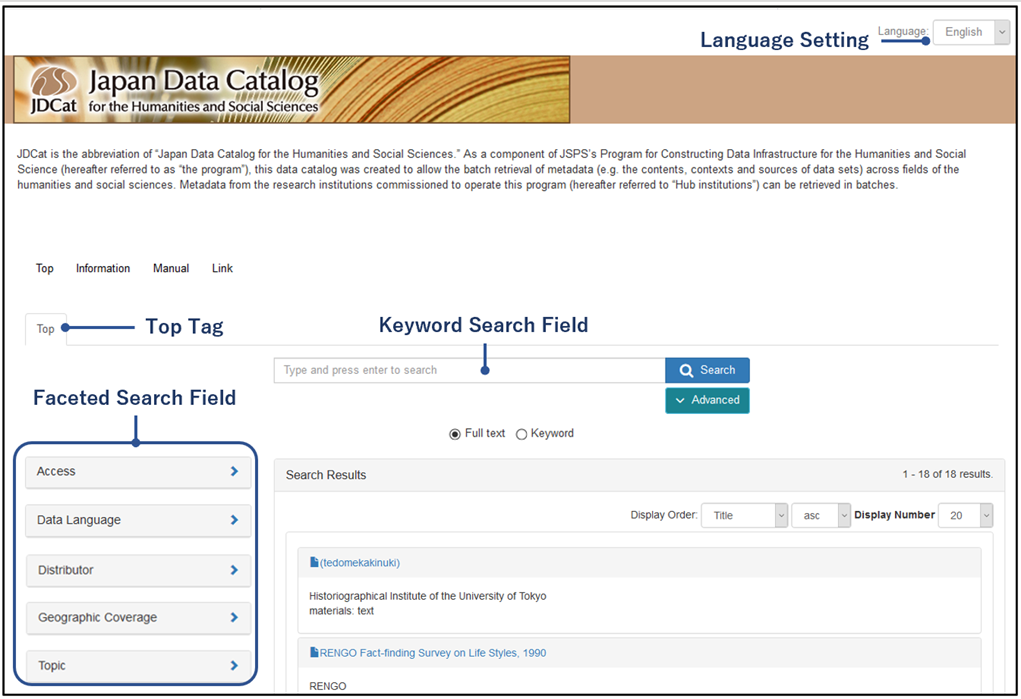 Language Setting
Language: English
JDCat
Japan Data Catalog
for the Humanities and Social Sciences
JDCat is the abbreviation of “Japan Data Catalog for the Humanities and Social Sciences.” As a component of JSPS's Program for Constructing Data Infrastructure for the Humanities and Social
Science (hereafter referred to as “the program”), this data catalog was created to allow the batch retrieval of metadata (e.g. the contents, contexts and sources of data sets) across fields of the
humanities and social sciences. Metadata from the research institutions commissioned to operate this program (hereafter referred to “Hub institutions”) can be retrieved in batches.
Top Information Manual Link
Top
Top Tag
Keyword Search Field
Type and press enter to search
Search
Advanced
Full text Keyword
Faceted Search Field
Access
Data Language
Distributor
Geographic Coverage
Topic
Search Results
1 - 18 of 18 results.
Display Order: Title asc Display Number 20
(tedomekakinuki)
Historiographical Institute of the University of Tokyo
materials: text
RENGO Fact-finding Survey on Life Styles, 1990
RENGO